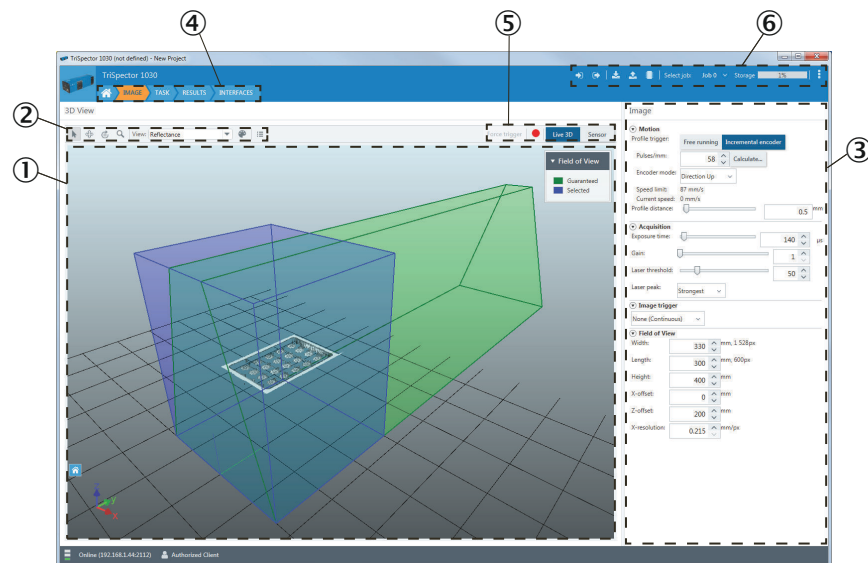 ④
⑤
⑥
TriSpector 1030 (not defined) - New Project
TriSpector 1030
IMAGE TASK RESULTS INTERFACES
Select job: Job 0 Storage 1%
②
3D View
Image
View: Reflectance
trigger Live 3D Sensor
①
③
Field of View
Guaranteed
Selected
Motion
Profile trigger: Free running Incremental encoder
Pulses/mm: 58 Calculate...
Encoder mode: Direction Up
Speed limit: 87 mm/s
Current speed: 0 mm/s
Profile distance: 0.5 mm
Acquisition
Exposure time: 140 µs
Gain: 1
Laser threshold: 50
Laser peak: Strongest
Image trigger
None (Continuous)
Field of View
Width: 330 mm, 1 528px
Length: 300 mm, 600px
Height: 400 mm
X-offset: 0 mm
Z-offset: 200 mm
X-resolution: 0.215 mm/px
Z
y
x
Online (192.168.1.44:2112) Authorized Client